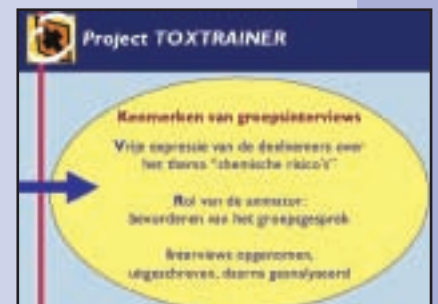 Project TOXTRAINER
Kenmerken van groepsinterviews
Vrije expressie van de deelnemers over
het thema "chemische risico's"
Rol van de animator:
bevorderen van het groepsgesprek
Interviews opgenomen,
uitgeschreven, daarna geanalyseerd